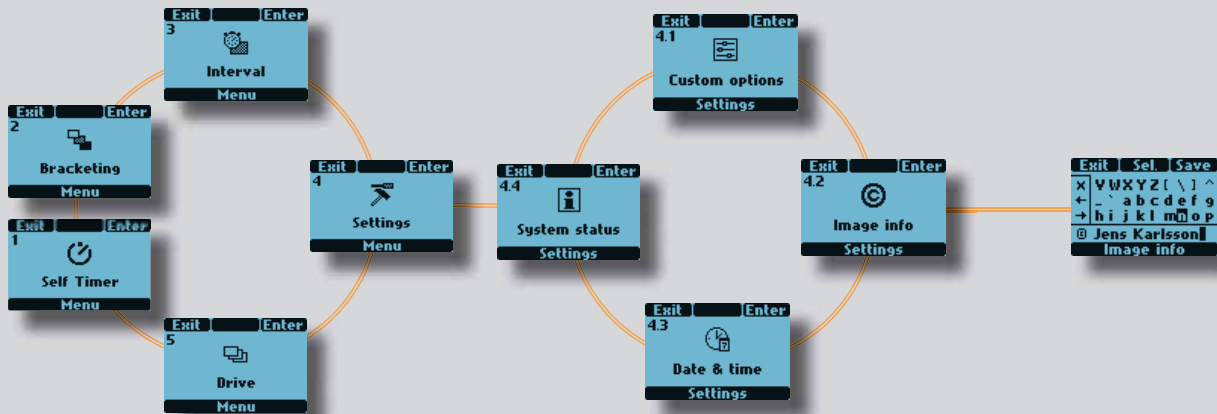 Exit Enter
3
Interval
Menu
Exit Enter
2
Bracketing
Menu
Exit Enter
1
Self Timer
Menu
Exit Enter
5
Drive
Menu
Exit Enter
4
Settings
Menu
Exit Enter
4.4
System status
Settings
Exit Enter
4.1
Custom options
Settings
Exit Enter
4.2
©
Image info
Settings
Exit Enter
4.3
7
Date & time
Settings
Exit Sel. Save
x V W X Y Z [ \ ] ^
← _ ` a b c d e f g
→ h i j k l m n o p
© Jens Karlsson
Image info